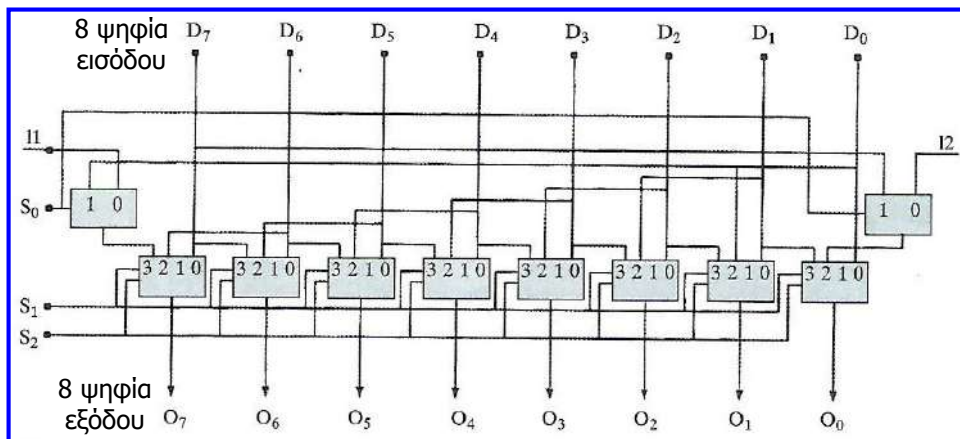 8 ψηφία
εισόδου
D7 D6 D5 D4 D3 D2 D1 D0
I1 I2
1 0 1 0
S0
3 2 1 0 3 2 1 0 3 2 1 0 3 2 1 0 3 2 1 0 3 2 1 0 3 2 1 0 3 2 1 0
S1
S2
8 ψηφία
εξόδου
O7 O6 O5 O4 O3 O2 O1 O0